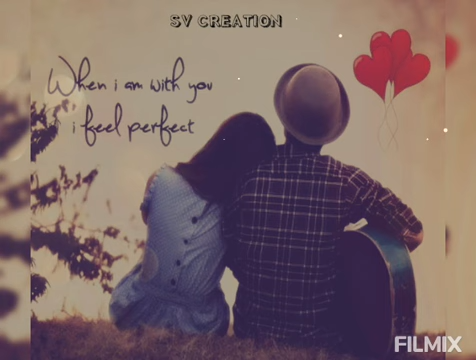 SV CREATION
When i am with you
i feel perfect
FILMIX